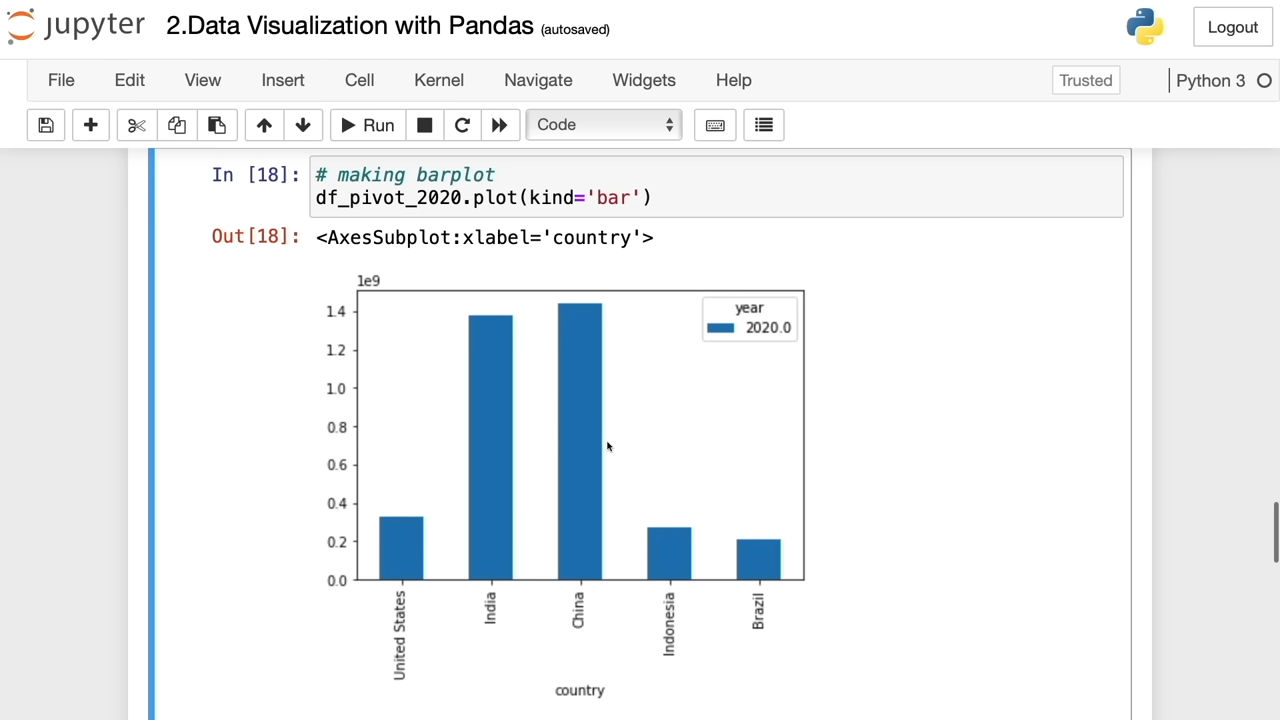 jupyter 2.Data Visualization with Pandas (autosaved) Logout
File Edit View Insert Cell Kernel Navigate Widgets Help Trusted Python 3
Run Code
In [18]: # making barplot
df_pivot_2020.plot(kind='bar')
Out[18]: <AxesSubplot:xlabel='country'>
1e9
year
2020.0
1.4
1.2
1.0
0.8
0.6
0.4
0.2
0.0
United States
India
China
Indonesia
Brazil
country